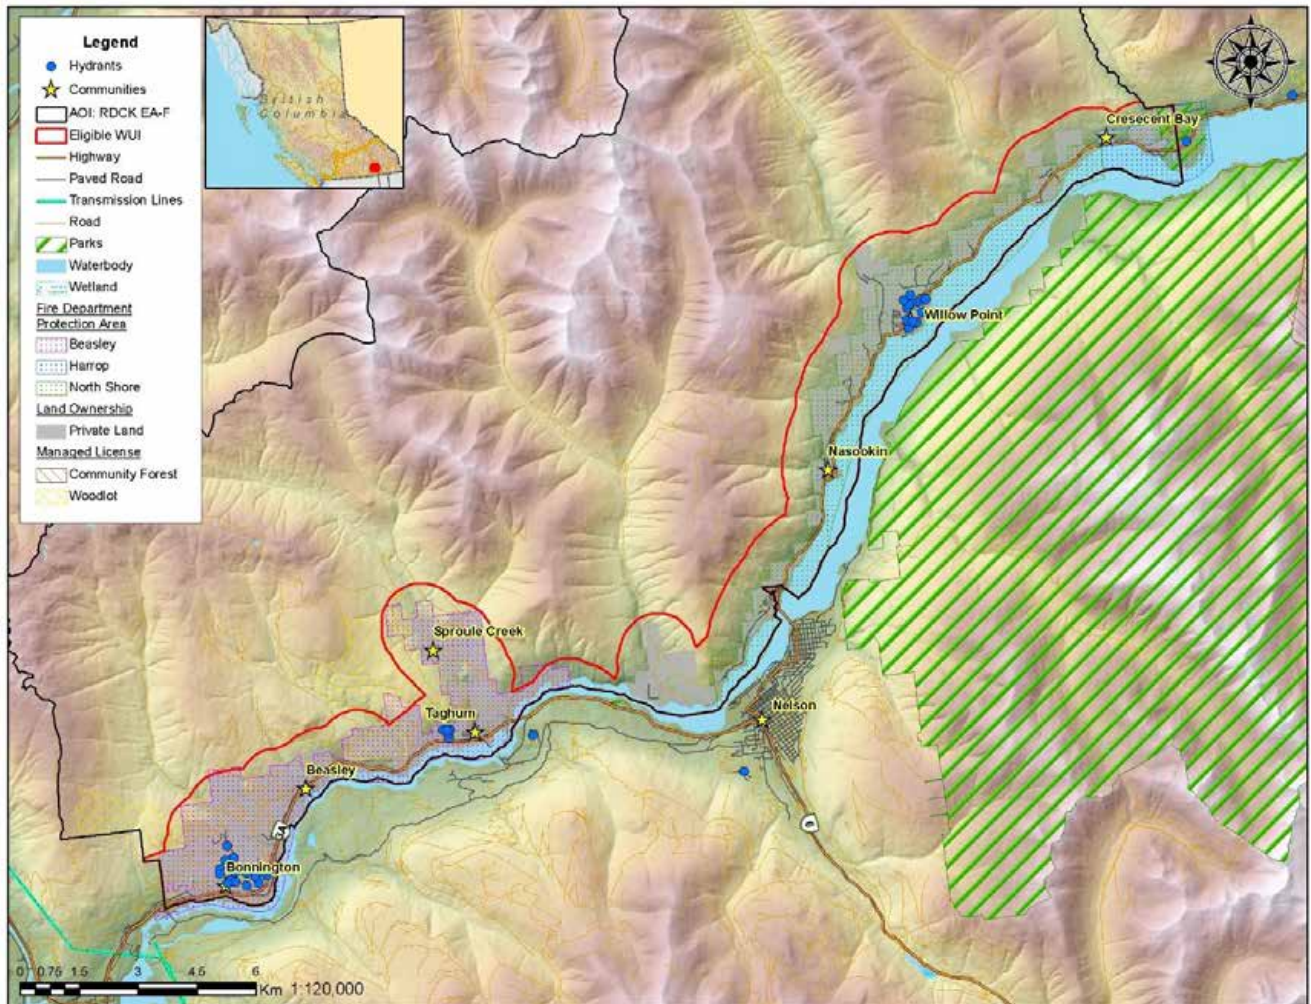 Legend
Hydrants
Communities
AOI: RDCK EA-F
Eligible WUI
Highway
Paved Road
Transmission Lines
Road
Parks
Waterbody
Wetland
Fire Department
Protection Area
Beasley
Harrop
North Shore
Land Ownership
Private Land
Managed License
Community Forest
Woodlot
British
Columbia
Cresecent Bay
Willow Point
Nasookin
Sproule Creek
Taghum
Nelson
Beasley
3A
6
Bonnington
0 0.75 1.5 3 4.5 6
Km 1:120,000